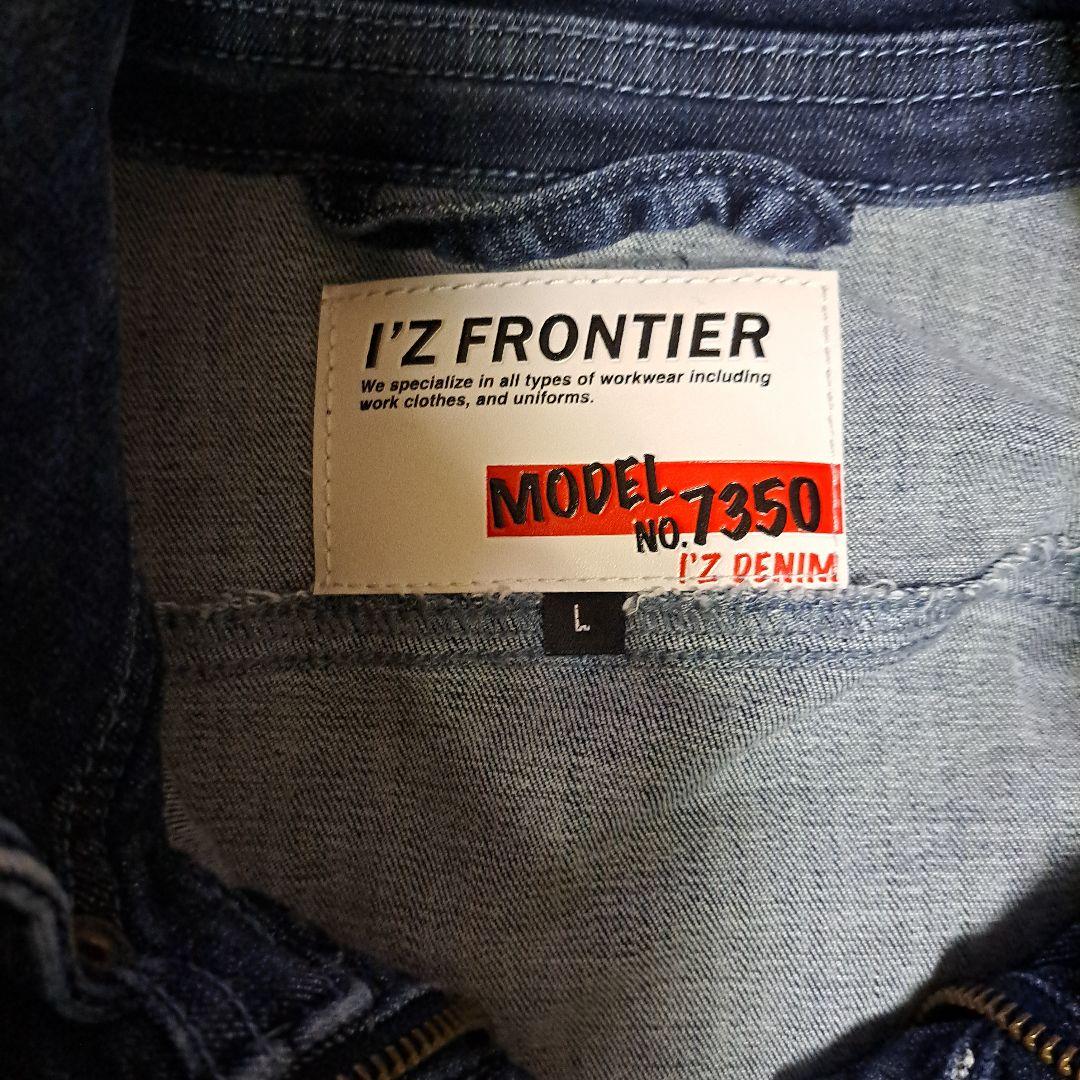 I'Z FRONTIER
We specialize in all types of workwear including
work clothes, and uniforms.
MODEL
NO.7350
I'Z DENIM
L